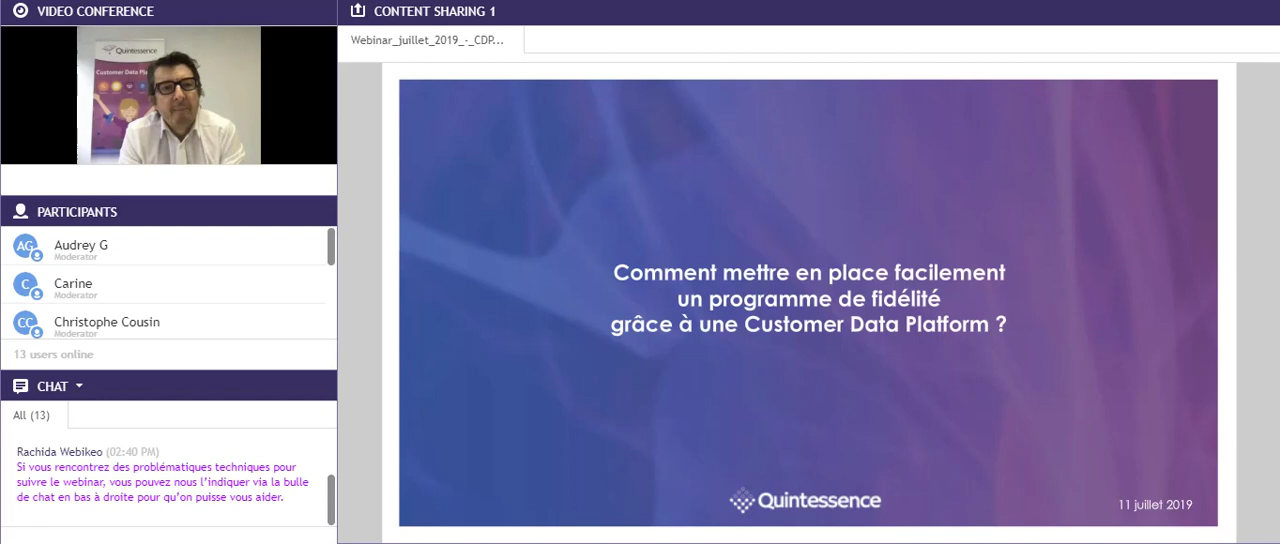 VIDEO CONFERENCE
Quintessence
PARTICIPANTS
AG
Audrey G
Moderator
C
Carine
Moderator
CC
Christophe Cousin
Moderator
13 users online
CHAT
All (13)
Rachida Webikeo (02:40 PM)
Si vous rencontrez des problématiques techniques pour
suivre le webinar, vous pouvez nous l'indiquer via la bulle
de chat en bas à droite pour qu'on puisse vous aider.
CONTENT SHARING 1
Webinar_juillet_2019_-_CDP...
Comment mettre en place facilement
un programme de fidélité
grâce à une Customer Data Platform ?
Quintessence
11 juillet 2019